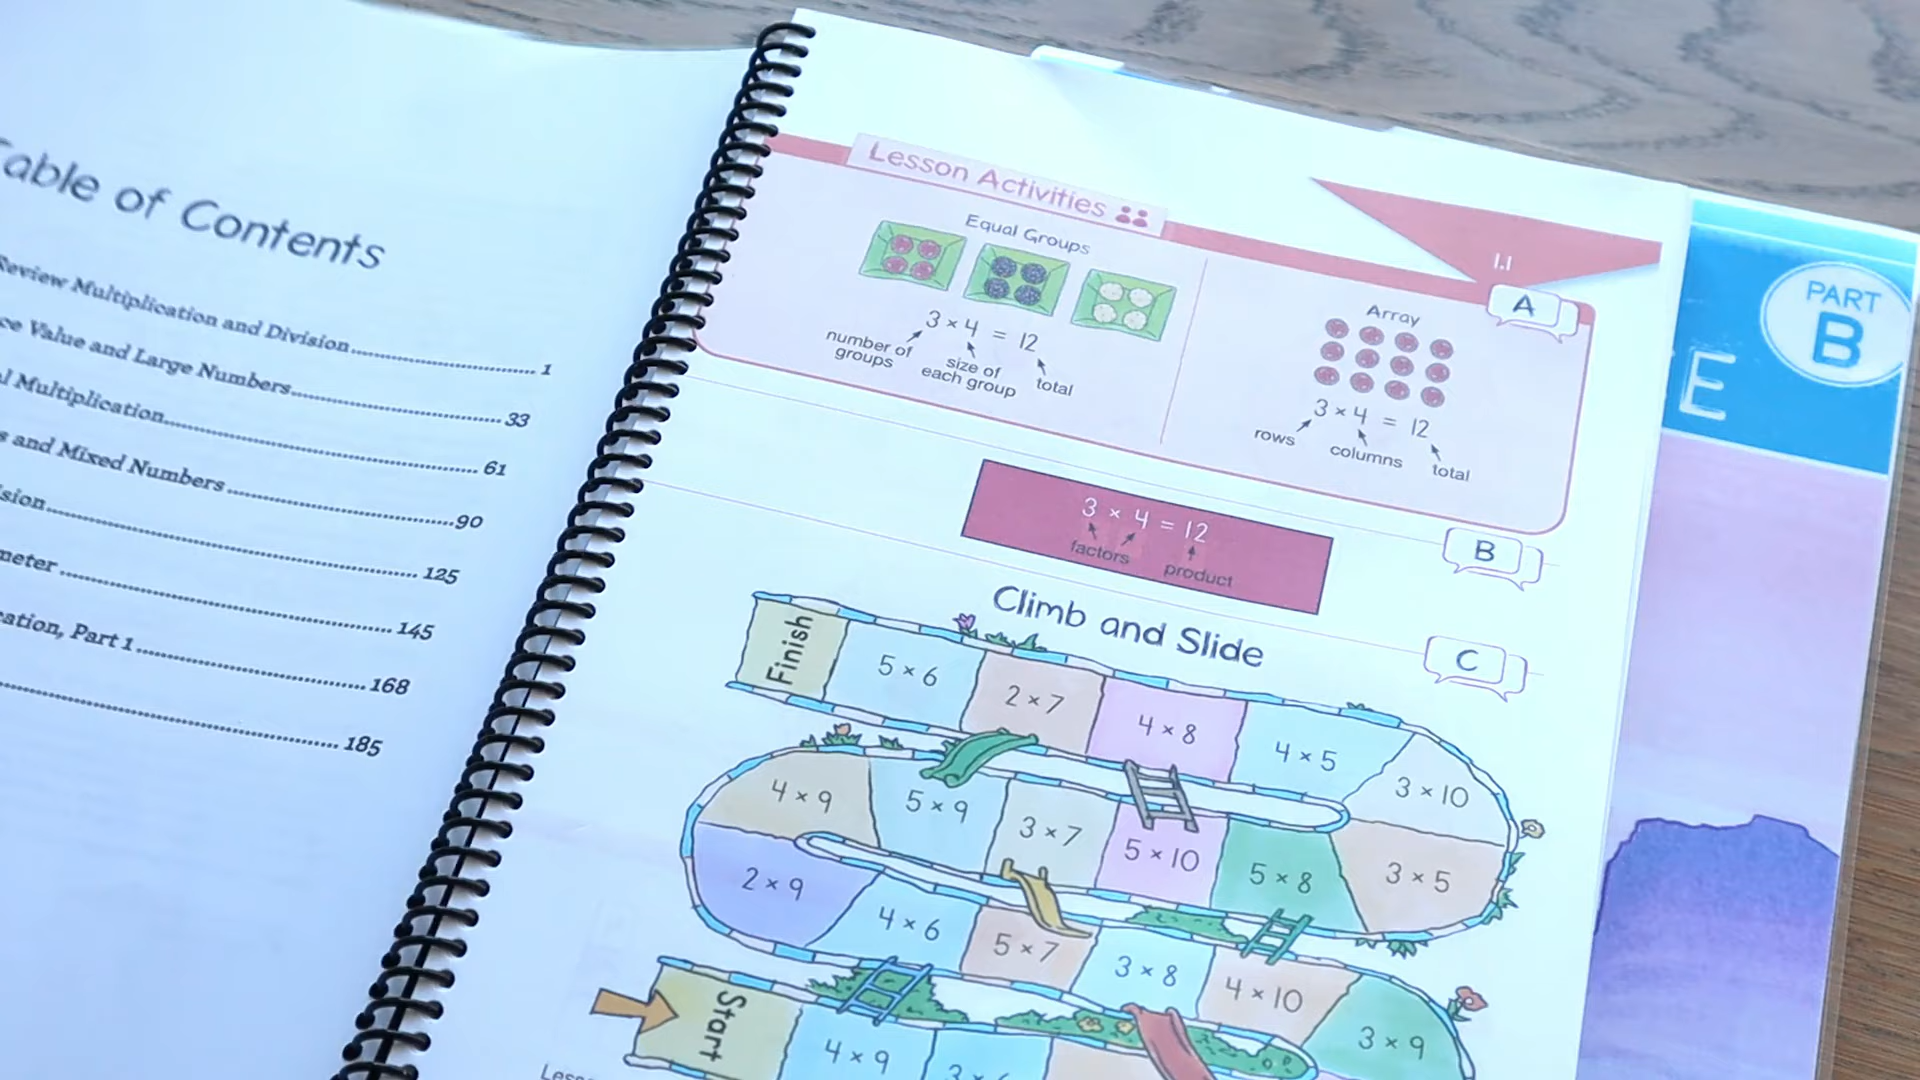 Table of Contents
Review Multiplication and Division 1
Value and Large Numbers 33
Multiplication 61
and Mixed Numbers 90
125
145
Part 1 168
185
Lesson Activities
1.1
A
Equal Groups
3 × 4 = 12
number of groups
size of each group
total
Array
3 × 4 = 12
rows
columns
total
B
3 × 4 = 12
factors
product
C
Climb and Slide
Finish
5 × 6
2 × 7
4 × 8
4 × 5
3 × 10
4 × 9
5 × 9
3 × 7
5 × 10
5 × 8
3 × 5
2 × 9
4 × 6
5 × 7
3 × 8
4 × 10
3 × 9
Start
4 × 9
PART
B
E